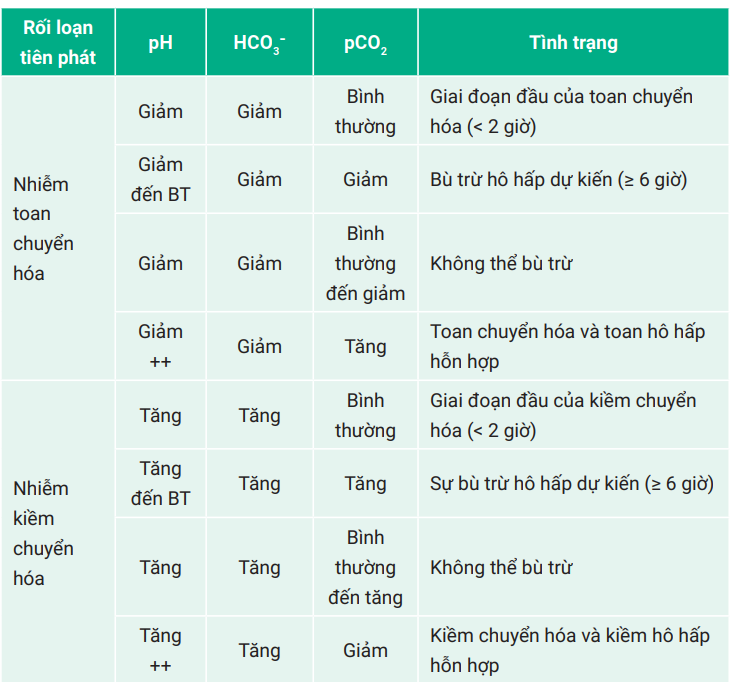 Rối loạn
tiên phát
pH
HCO₃⁻
pCO₂
Tình trạng
Nhiễm
toan
chuyển
hóa
Giảm
Giảm
Bình
thường
Giai đoạn đầu của toan chuyển
hóa (< 2 giờ)
Giảm
đến BT
Giảm
Giảm
Bù trừ hô hấp dự kiến (≥ 6 giờ)
Giảm
Giảm
Bình
thường
đến giảm
Không thể bù trừ
Giảm
++
Giảm
Tăng
Toan chuyển hóa và toan hô hấp
hỗn hợp
Nhiễm
kiềm
chuyển
hóa
Tăng
Tăng
Bình
thường
Giai đoạn đầu của kiềm chuyển
hóa (< 2 giờ)
Tăng
đến BT
Tăng
Tăng
Sự bù trừ hô hấp dự kiến (≥ 6 giờ)
Tăng
Tăng
Bình
thường
đến tăng
Không thể bù trừ
Tăng
++
Tăng
Giảm
Kiềm chuyển hóa và kiềm hô hấp
hỗn hợp